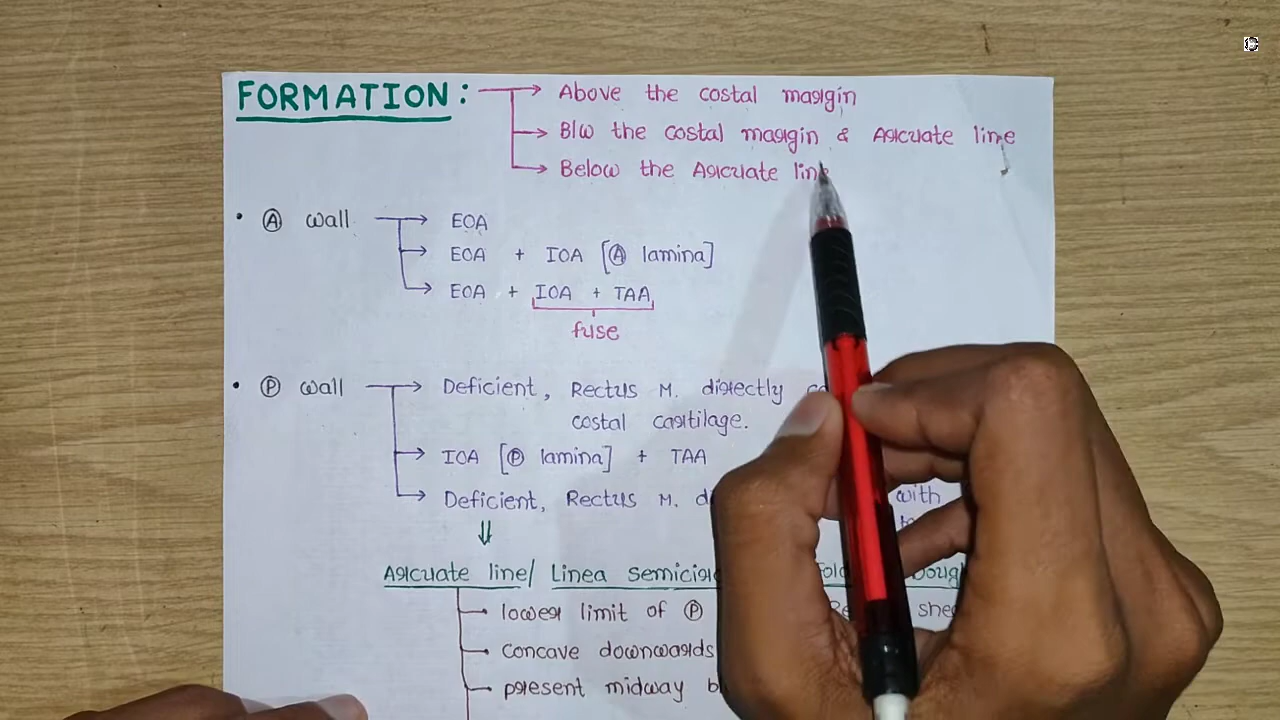 FORMATION: → Above the costal margin
→ B/W the costal margin & Arcuate line
→ Below the Arcuate line
• Ⓐ wall → EOA
→ EOA + IOA [Ⓐ lamina]
→ EOA + IOA + TAA
fuse
• Ⓟ wall → Deficient, Rectus M. directly
costal cartilage.
→ IOA [Ⓟ lamina] + TAA
→ Deficient, Rectus M. with
⇓
Arcuate line/ Linea
lower limit of Ⓟ
concave downwards
present midway